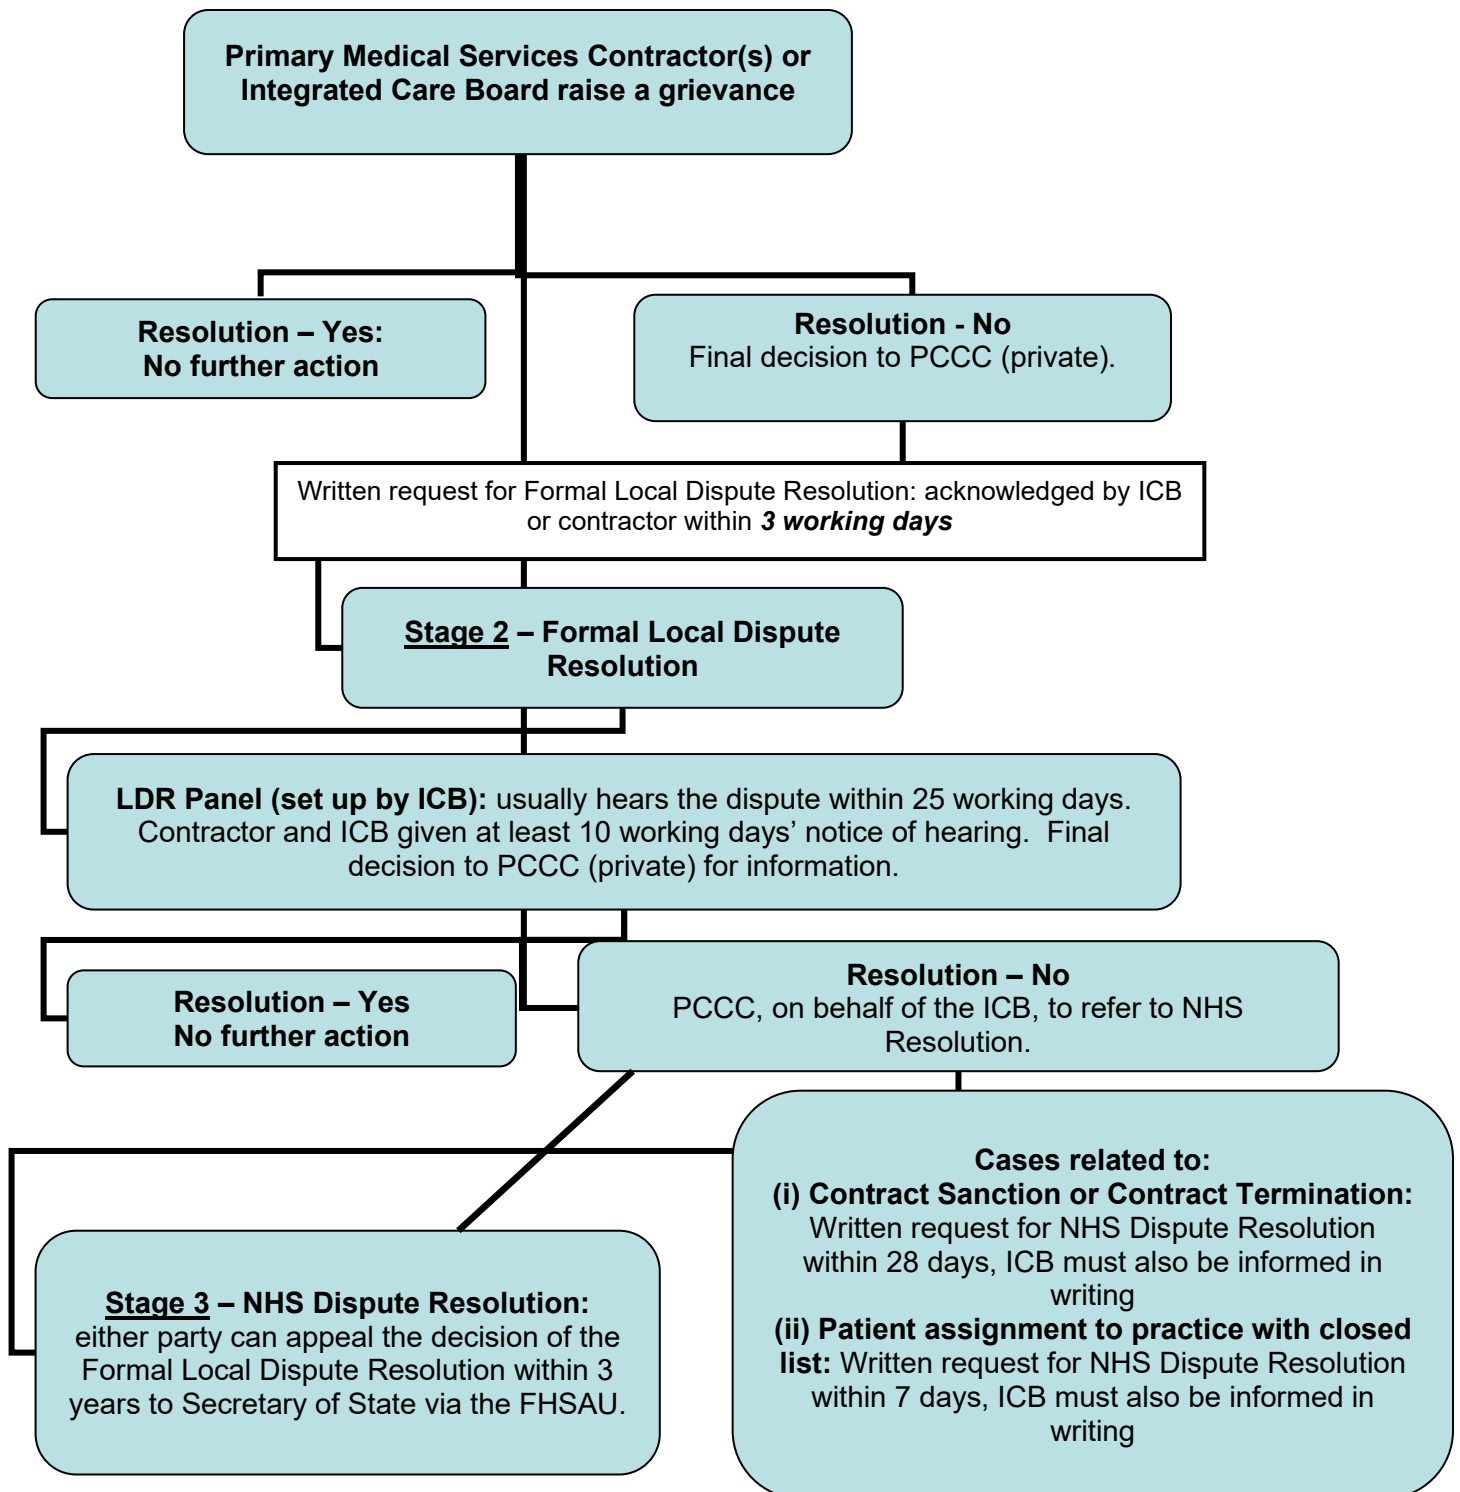 Primary Medical Services Contractor(s) or
Integrated Care Board raise a grievance
Resolution – Yes:
No further action
Resolution - No
Final decision to PCCC (private).
Written request for Formal Local Dispute Resolution: acknowledged by ICB
or contractor within 3 working days
Stage 2 – Formal Local Dispute
Resolution
LDR Panel (set up by ICB): usually hears the dispute within 25 working days.
Contractor and ICB given at least 10 working days’ notice of hearing.  Final
decision to PCCC (private) for information.
Resolution – Yes
No further action
Resolution – No
PCCC, on behalf of the ICB, to refer to NHS
Resolution.
Cases related to:
(i) Contract Sanction or Contract Termination:
Written request for NHS Dispute Resolution
within 28 days, ICB must also be informed in
writing
(ii) Patient assignment to practice with closed
list: Written request for NHS Dispute Resolution
within 7 days, ICB must also be informed in
writing
Stage 3 – NHS Dispute Resolution:
either party can appeal the decision of the
Formal Local Dispute Resolution within 3
years to Secretary of State via the FHSAU.